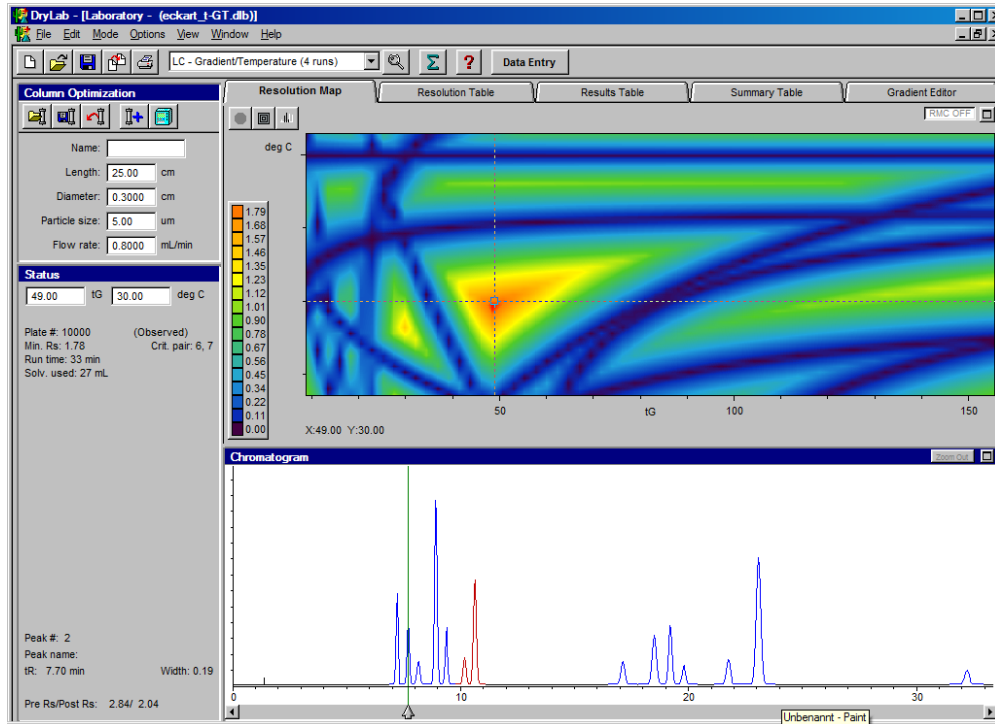 DryLab - [Laboratory - (eckart_t-GT.dlb)]
File Edit Mode Options View Window Help
LC - Gradient/Temperature (4 runs) Σ ? Data Entry
Column Optimization
Name:
Length: 25.00 cm
Diameter: 0.3000 cm
Particle size: 5.00 um
Flow rate: 0.8000 mL/min
Status
49.00 tG 30.00 deg C
Plate #: 10000 (Observed)
Min. Rs: 1.78 Crit. pair: 6, 7
Run time: 33 min
Solv. used: 27 mL
Peak #: 2
Peak name:
tR: 7.70 min Width: 0.19
Pre Rs/Post Rs: 2.84/ 2.04
Resolution Map Resolution Table Results Table Summary Table Gradient Editor
RMC OFF
deg C
1.79
1.68
1.57
1.46
1.35
1.23
1.12
1.01
0.90
0.78
0.67
0.56
0.45
0.34
0.22
0.11
0.00
50 tG 100 150
X:49.00 Y:30.00
Chromatogram Zoom Out
0 10 20 30
Unbenannt - Paint